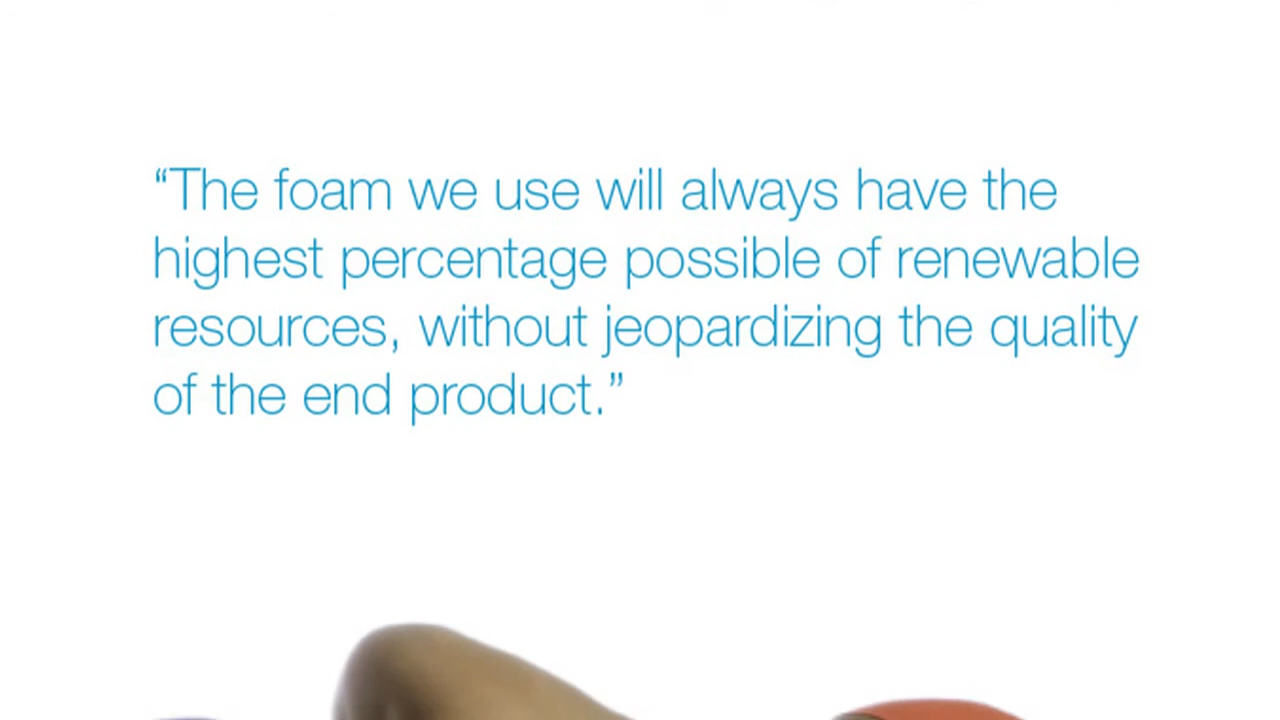 “The foam we use will always have the
highest percentage possible of renewable
resources, without jeopardizing the quality
of the end product.”